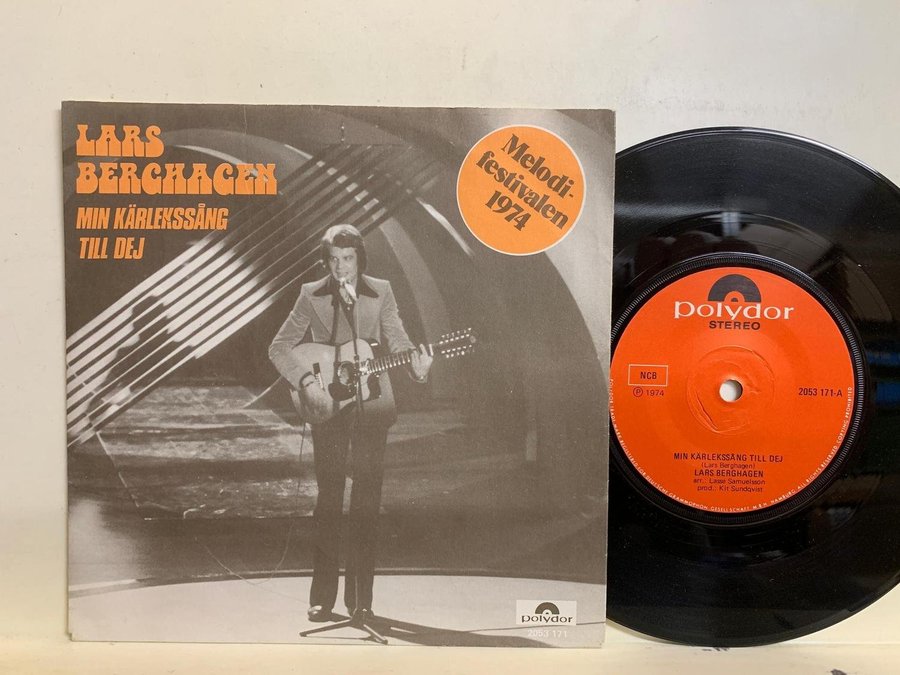 LARS
BERGHAGEN
MIN KÄRLEKSSÅNG
TILL DEJ
Melodi-
festivalen
1974
polydor
2053 171
polydor
STEREO
NCB
Ⓟ 1974
2053 171-A
MIN KÄRLEKSSÅNG TILL DEJ
(Lars Berghagen)
LARS BERGHAGEN
arr.: Lasse Samuelsson
prod.: Kit Sundqvist